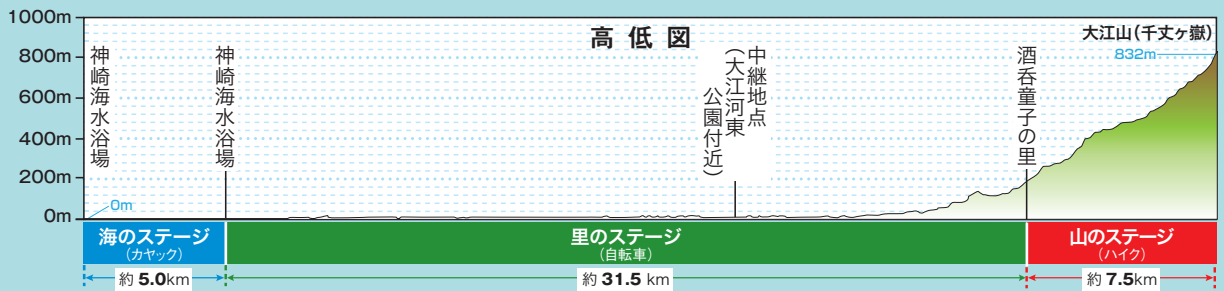 高低図
1000m
800m
600m
400m
200m
0m
0m
神崎海水浴場
神崎海水浴場
中継地点
(大江河東
公園付近)
酒呑童子の里
大江山(千丈ヶ嶽)
832m
海のステージ
(カヤック)
里のステージ
(自転車)
山のステージ
(ハイク)
約 5.0km
約 31.5 km
約 7.5km